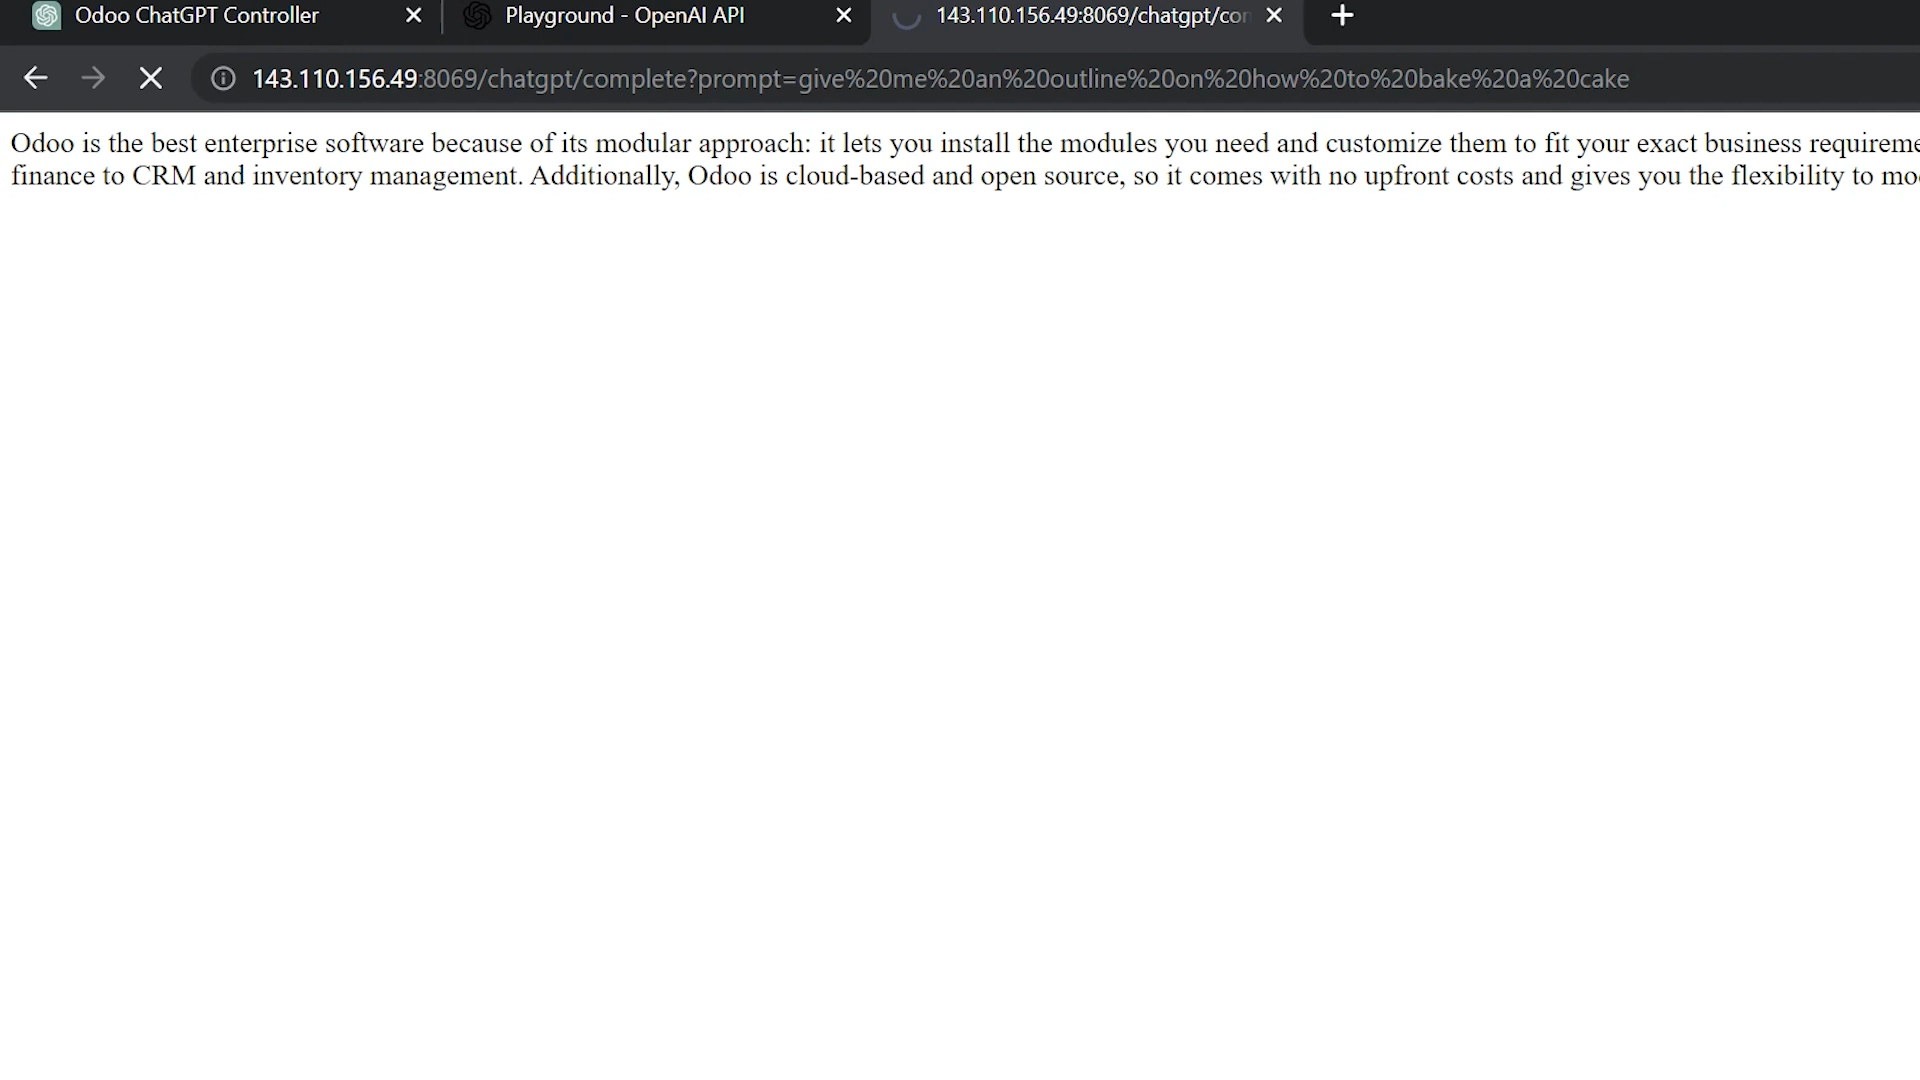 Odoo ChatGPT Controller
Playground - OpenAI API
143.110.156.49:8069/chatgpt/con
143.110.156.49:8069/chatgpt/complete?prompt=give%20me%20an%20outline%20on%20how%20to%20bake%20a%20cake
Odoo is the best enterprise software because of its modular approach: it lets you install the modules you need and customize them to fit your exact business requireme
finance to CRM and inventory management. Additionally, Odoo is cloud-based and open source, so it comes with no upfront costs and gives you the flexibility to mo